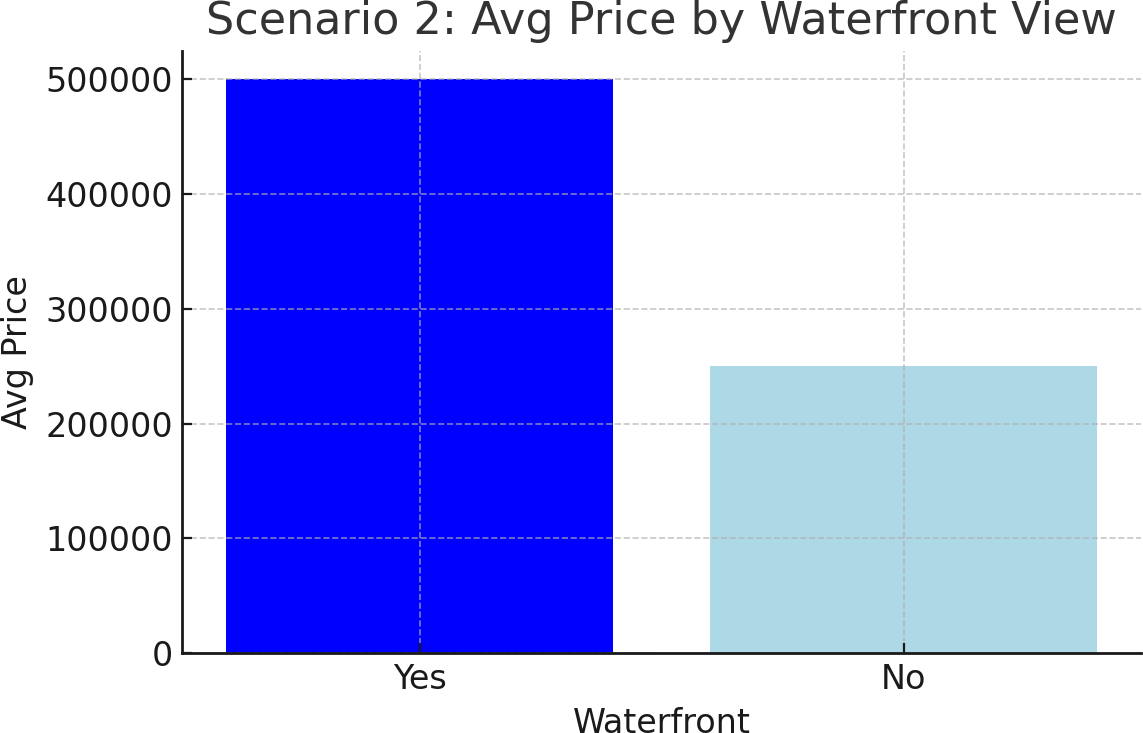 Scenario 2: Avg Price by Waterfront View
500000
400000
300000
200000
100000
0
Avg Price
Yes
No
Waterfront